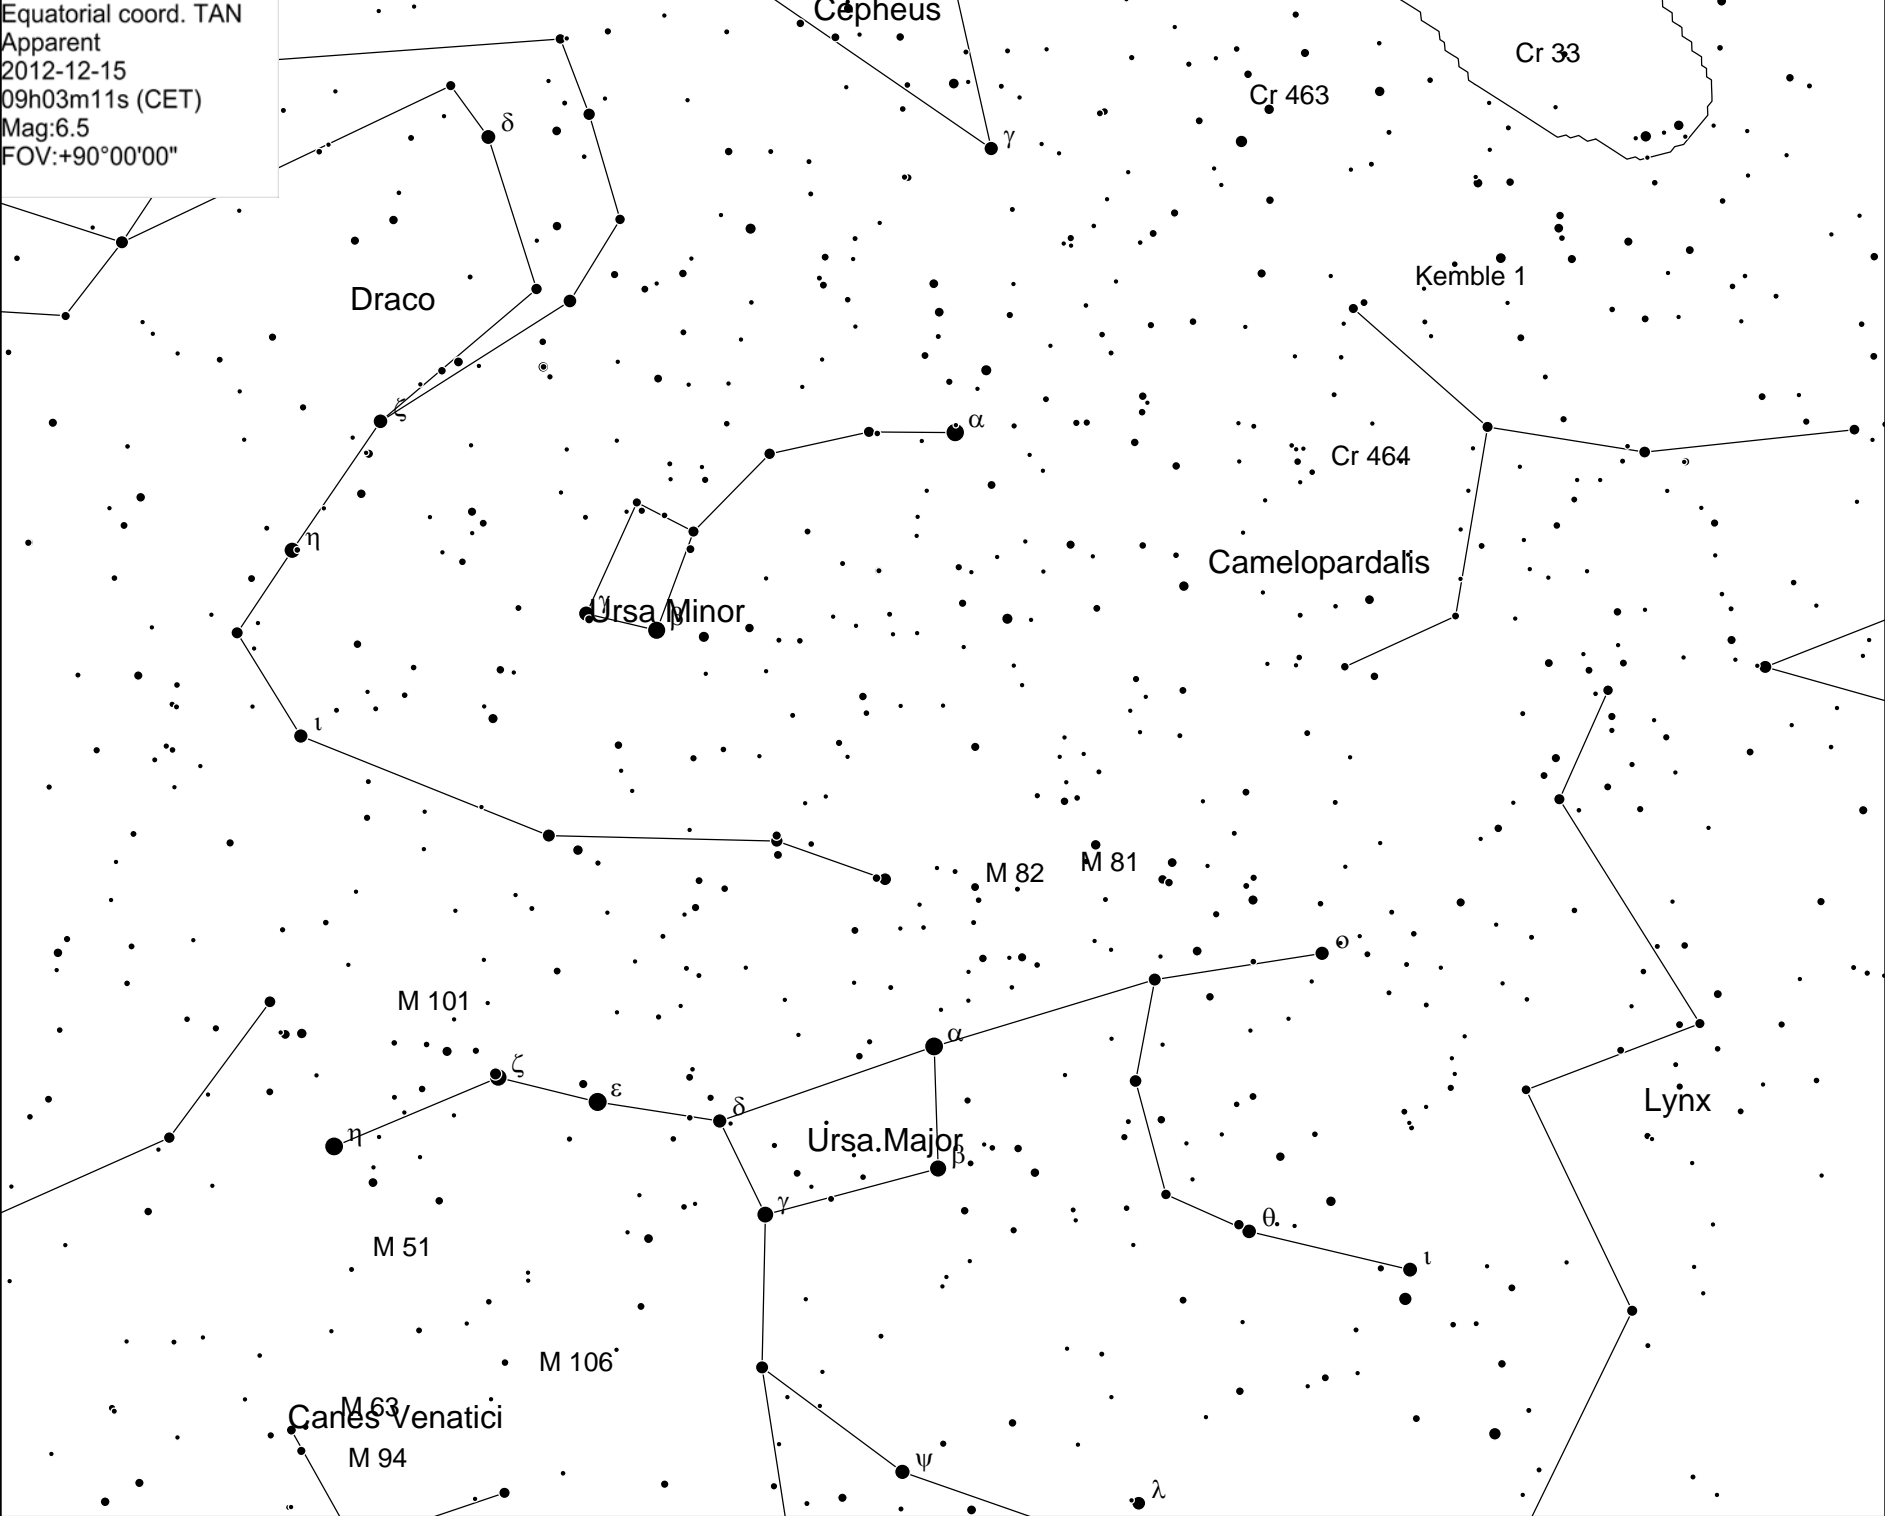 Equatorial coord. TAN
Apparent
2012-12-15
09h03m11s (CET)
Mag:6.5
FOV:+90°00'00"
Cepheus
Cr 33
Cr 463
δ
γ
Kemble 1
Draco
ζ
α
Cr 464
η
Camelopardalis
γ
Ursa Minor
β
ι
M 82
M 81
ο
M 101
α
ζ
ε
δ
Lynx
η
Ursa Major
β
γ
θ
M 51
ι
M 106
M 63
Canes Venatici
M 94
ψ
λ